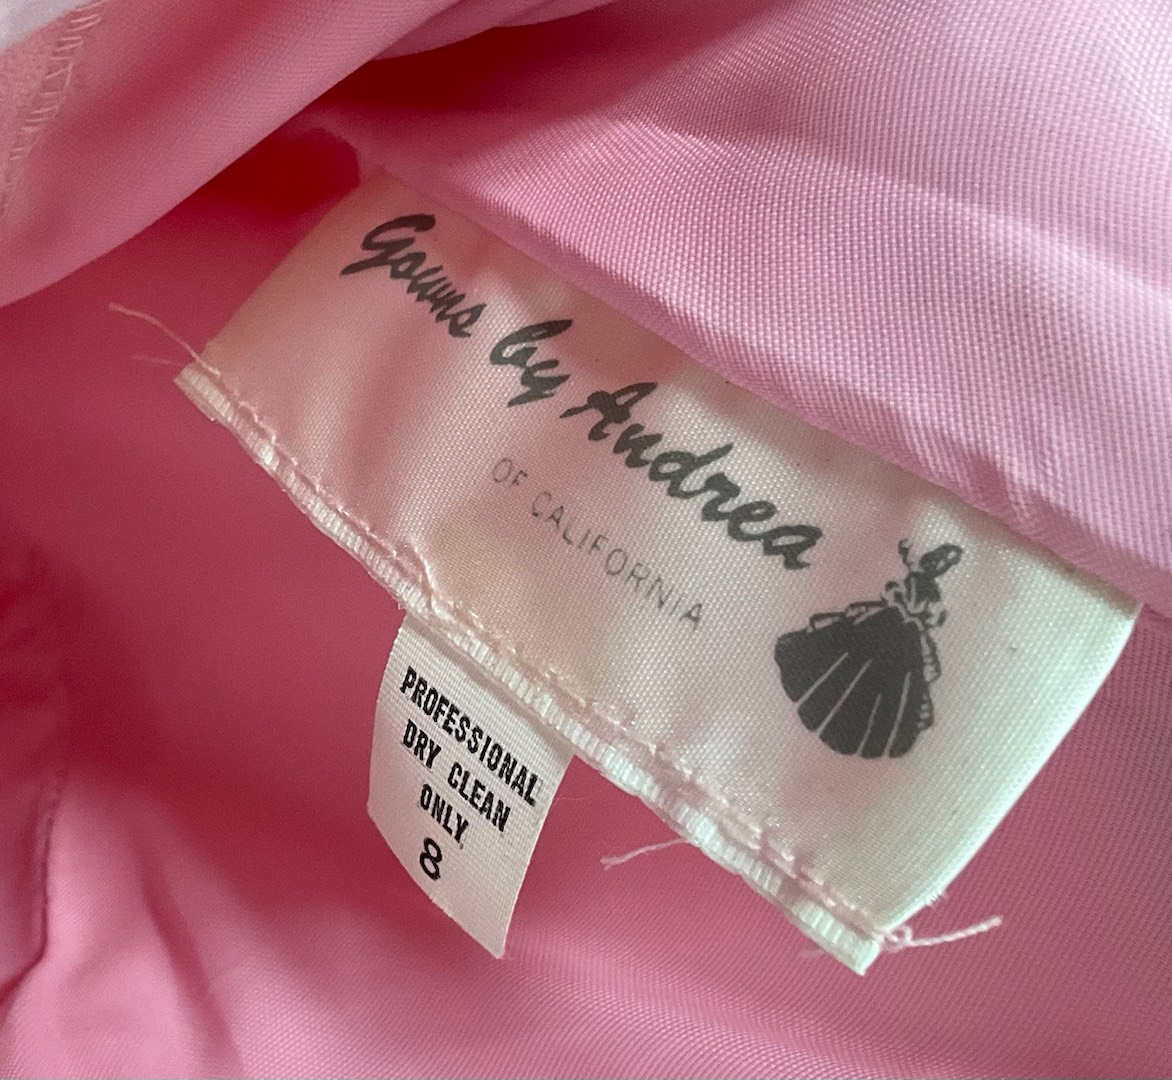 Gowns by Andrea
OF CALIFORNIA
PROFESSIONAL
DRY CLEAN
ONLY.
8